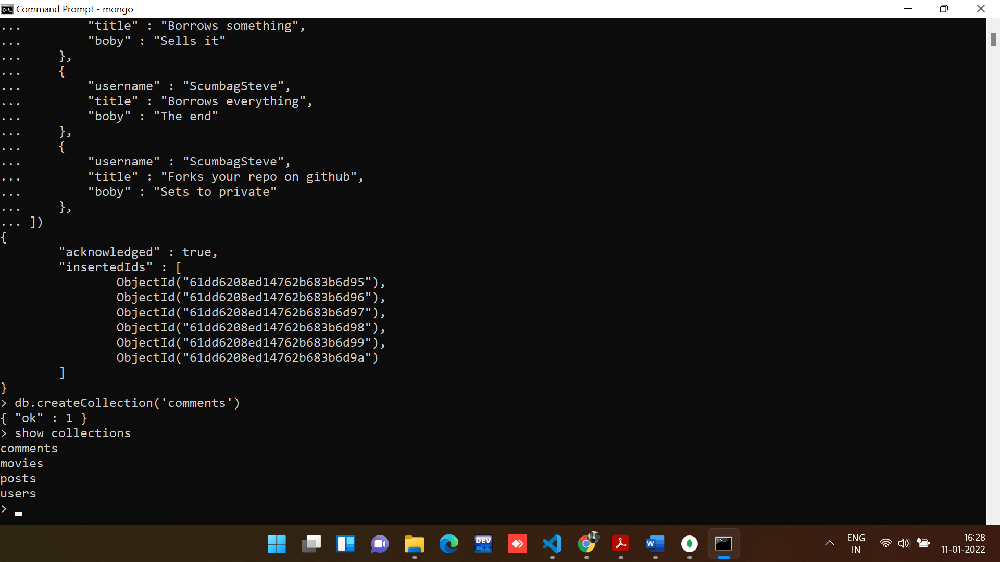 Command Prompt - mongo
...         "title" : "Borrows something",
...         "boby" : "Sells it"
...     },
...     {
...         "username" : "ScumbagSteve",
...         "title" : "Borrows everything",
...         "boby" : "The end"
...     },
...     {
...         "username" : "ScumbagSteve",
...         "title" : "Forks your repo on github",
...         "boby" : "Sets to private"
...     },
... ])
{
        "acknowledged" : true,
        "insertedIds" : [
                ObjectId("61dd6208ed14762b683b6d95"),
                ObjectId("61dd6208ed14762b683b6d96"),
                ObjectId("61dd6208ed14762b683b6d97"),
                ObjectId("61dd6208ed14762b683b6d98"),
                ObjectId("61dd6208ed14762b683b6d99"),
                ObjectId("61dd6208ed14762b683b6d9a")
        ]
}
> db.createCollection('comments')
{ "ok" : 1 }
> show collections
comments
movies
posts
users
>
DEV
C++
W
ENG
IN
16:28
11-01-2022